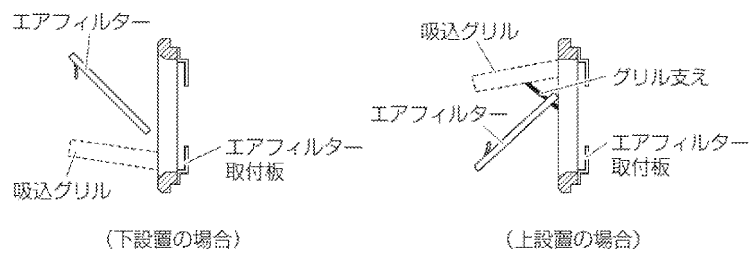 エアフィルター
エアフィルター
取付板
吸込グリル
(下設置の場合)
吸込グリル
グリル支え
エアフィルター
エアフィルター
取付板
(上設置の場合)